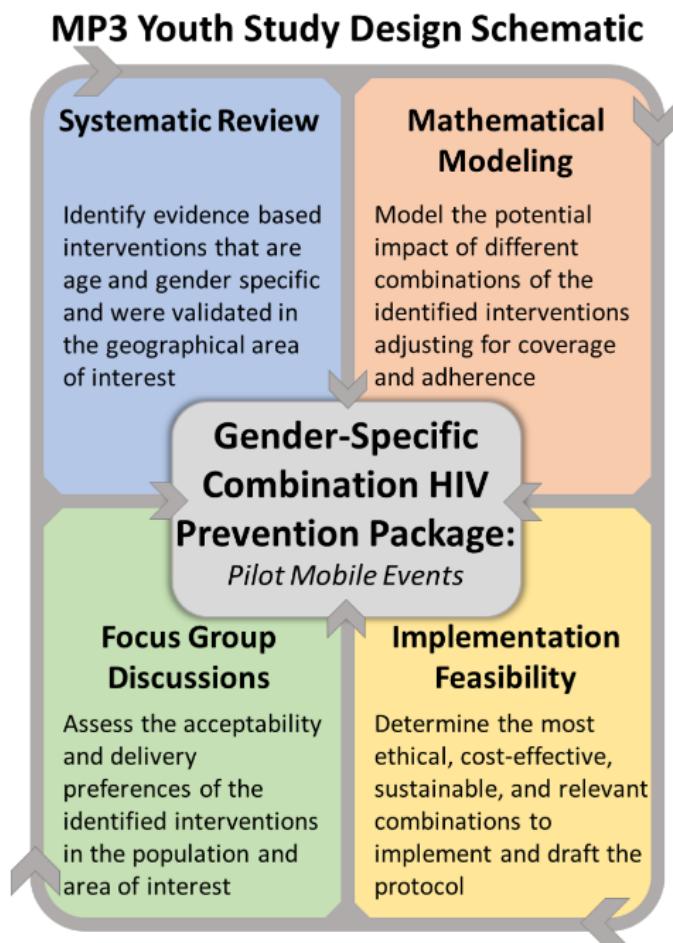 MP3 Youth Study Design Schematic
Systematic Review
Identify evidence based
interventions that are
age and gender specific
and were validated in
the geographical area
of interest
Mathematical
Modeling
Model the potential
impact of different
combinations of the
identified interventions
adjusting for coverage
and adherence
Gender-Specific
Combination HIV
Prevention Package:
Pilot Mobile Events
Focus Group
Discussions
Assess the acceptability
and delivery
preferences of the
identified interventions
in the population and
area of interest
Implementation
Feasibility
Determine the most
ethical, cost-effective,
sustainable, and relevant
combinations to
implement and draft the
protocol